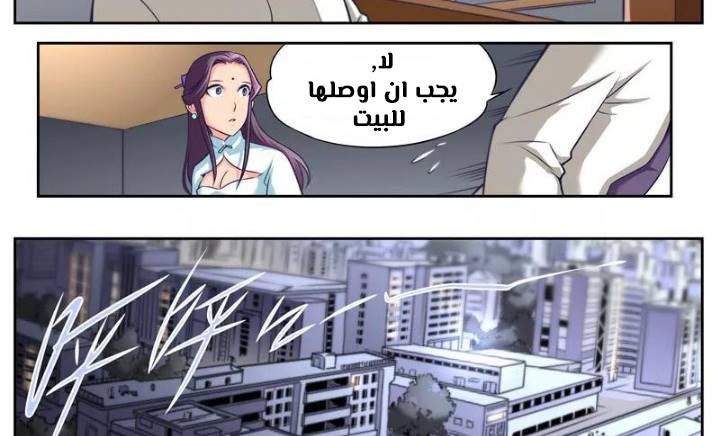 لا,
يجب ان اوصلها
للبيت
呼呼